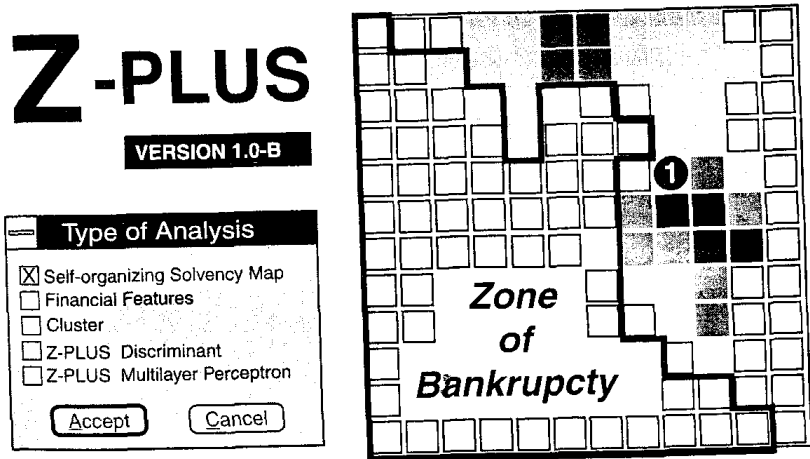 Z-PLUS
VERSION 1.0-B
Type of Analysis
X Self-organizing Solvency Map
Financial Features
Cluster
Z-PLUS Discriminant
Z-PLUS Multilayer Perceptron
Accept
Cancel
1
Zone
of
Bankrupcty